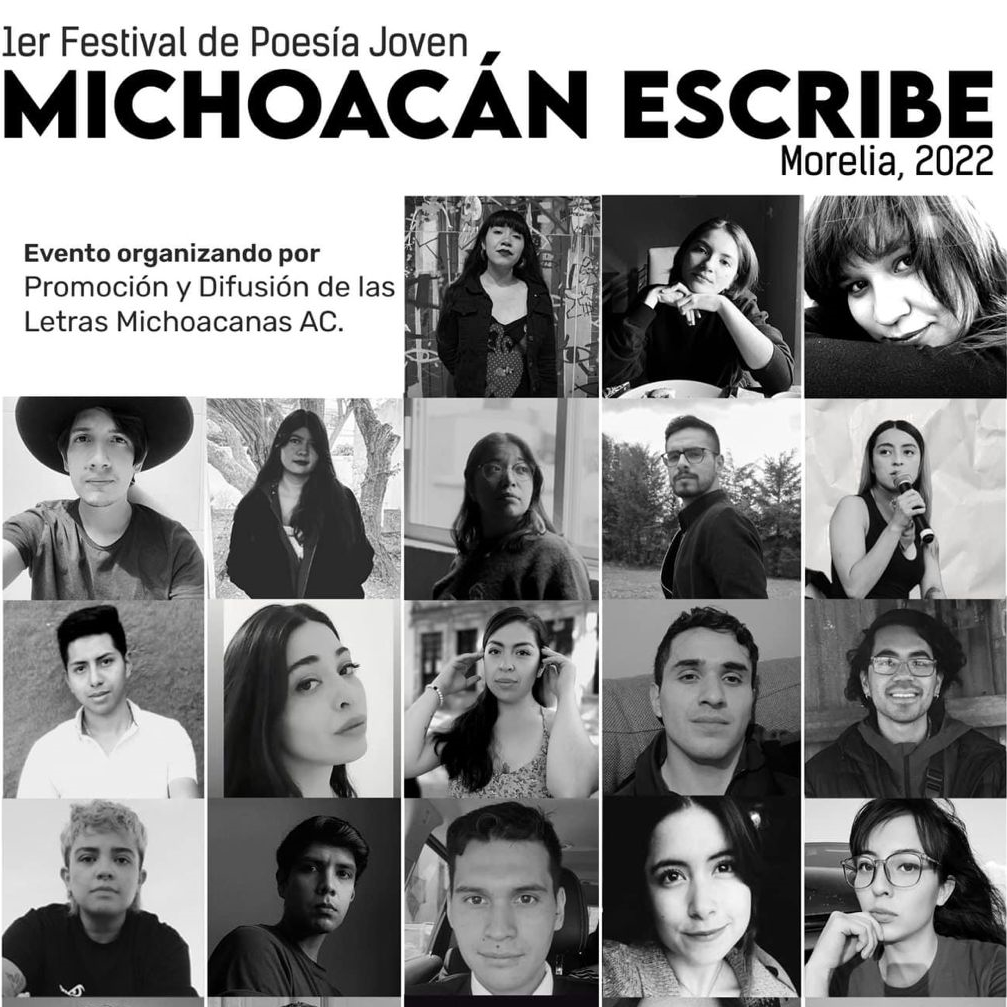 1er Festival de Poesía Joven
MICHOACÁN ESCRIBE
Morelia, 2022
Evento organizando por
Promoción y Difusión de las
Letras Michoacanas AC.